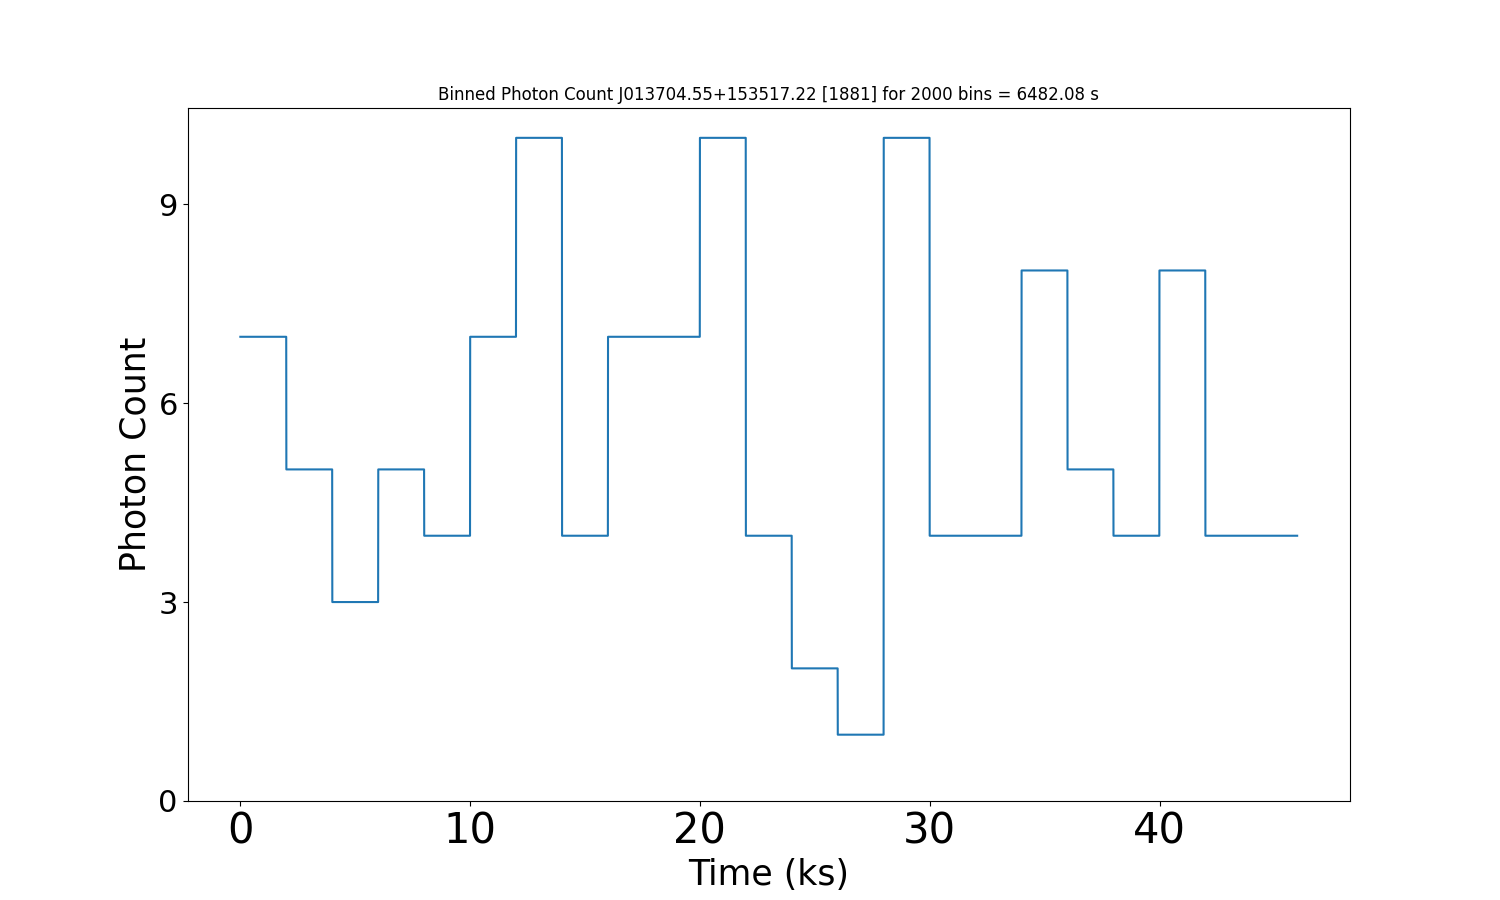 Binned Photon Count J013704.55+153517.22 [1881] for 2000 bins = 6482.08 s
9
6
3
0
Photon Count
0 10 20 30 40
Time (ks)